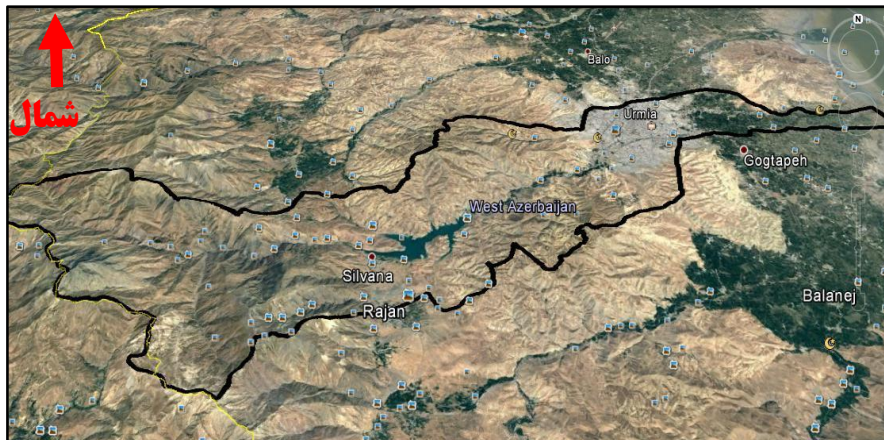 N
شمال
Balo
Urmia
Gogtapeh
West Azerbaijan
Silvana
Rajan
Balanej